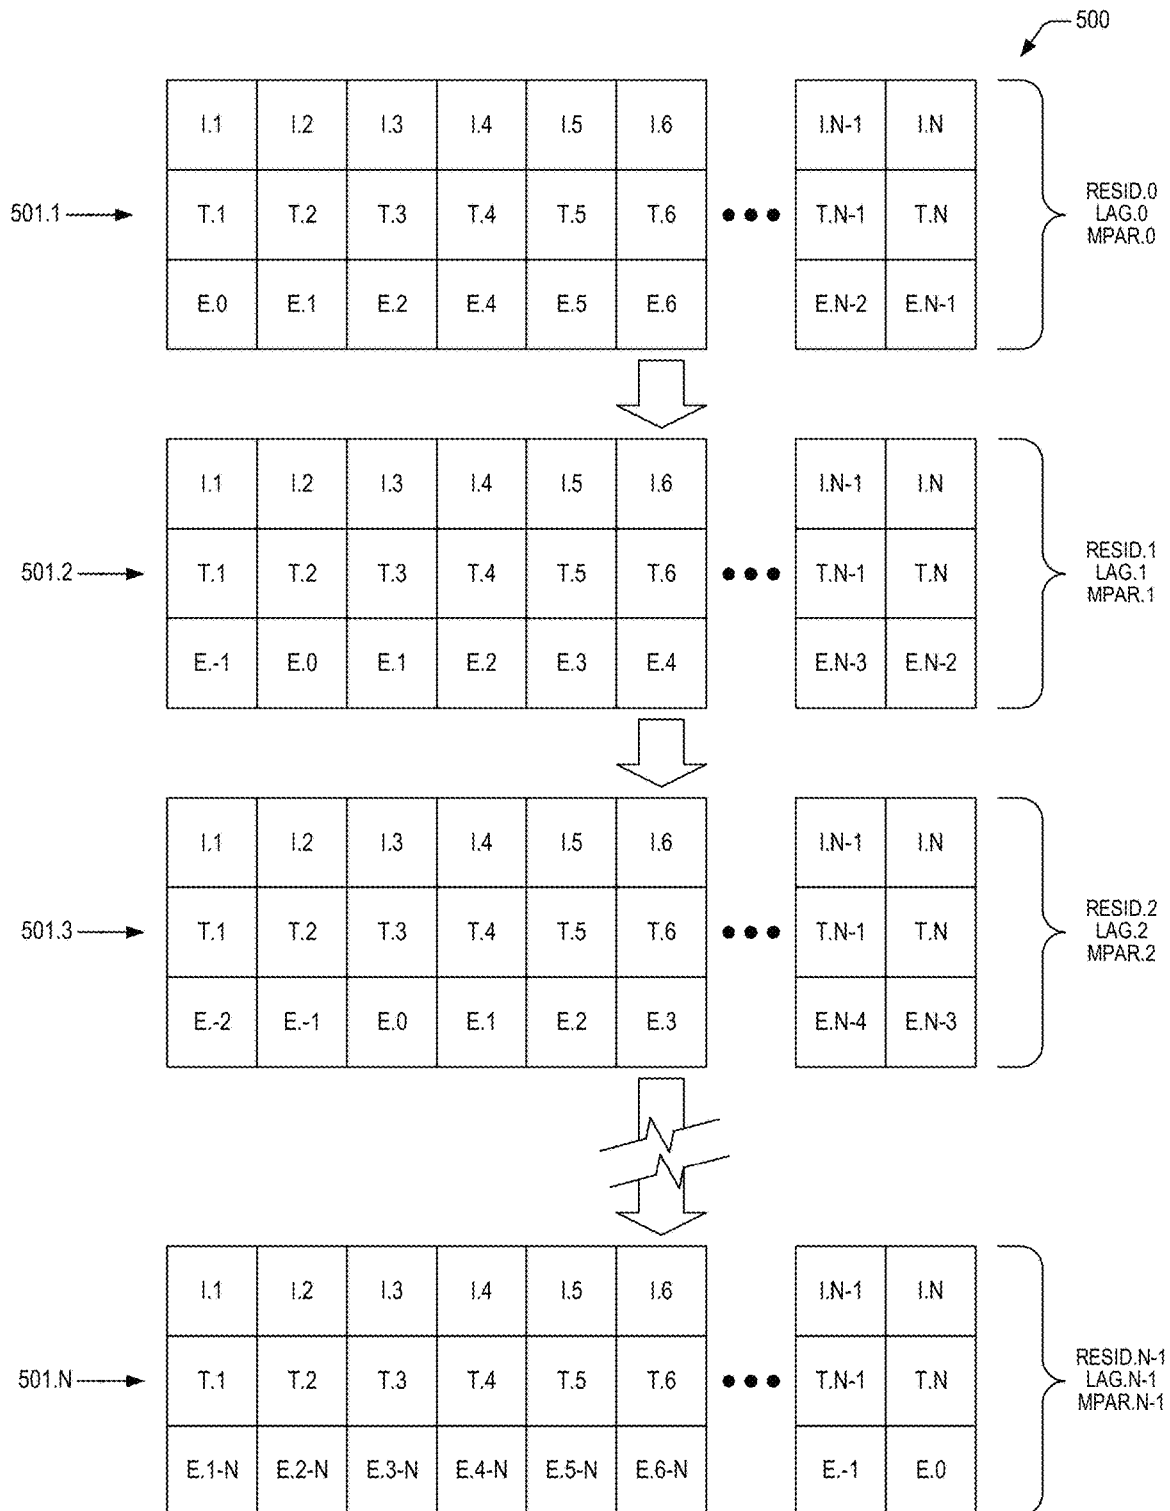 500
I.1 I.2 I.3 I.4 I.5 I.6 I.N-1 I.N
501.1 T.1 T.2 T.3 T.4 T.5 T.6 ●●● T.N-1 T.N
E.0 E.1 E.2 E.4 E.5 E.6 E.N-2 E.N-1
RESID.0
LAG.0
MPAR.0
I.1 I.2 I.3 I.4 I.5 I.6 I.N-1 I.N
501.2 T.1 T.2 T.3 T.4 T.5 T.6 ●●● T.N-1 T.N
E.-1 E.0 E.1 E.2 E.3 E.4 E.N-3 E.N-2
RESID.1
LAG.1
MPAR.1
I.1 I.2 I.3 I.4 I.5 I.6 I.N-1 I.N
501.3 T.1 T.2 T.3 T.4 T.5 T.6 ●●● T.N-1 T.N
E.-2 E.-1 E.0 E.1 E.2 E.3 E.N-4 E.N-3
RESID.2
LAG.2
MPAR.2
I.1 I.2 I.3 I.4 I.5 I.6 I.N-1 I.N
501.N T.1 T.2 T.3 T.4 T.5 T.6 ●●● T.N-1 T.N
E.1-N E.2-N E.3-N E.4-N E.5-N E.6-N E.-1 E.0
RESID.N-1
LAG.N-1
MPAR.N-1